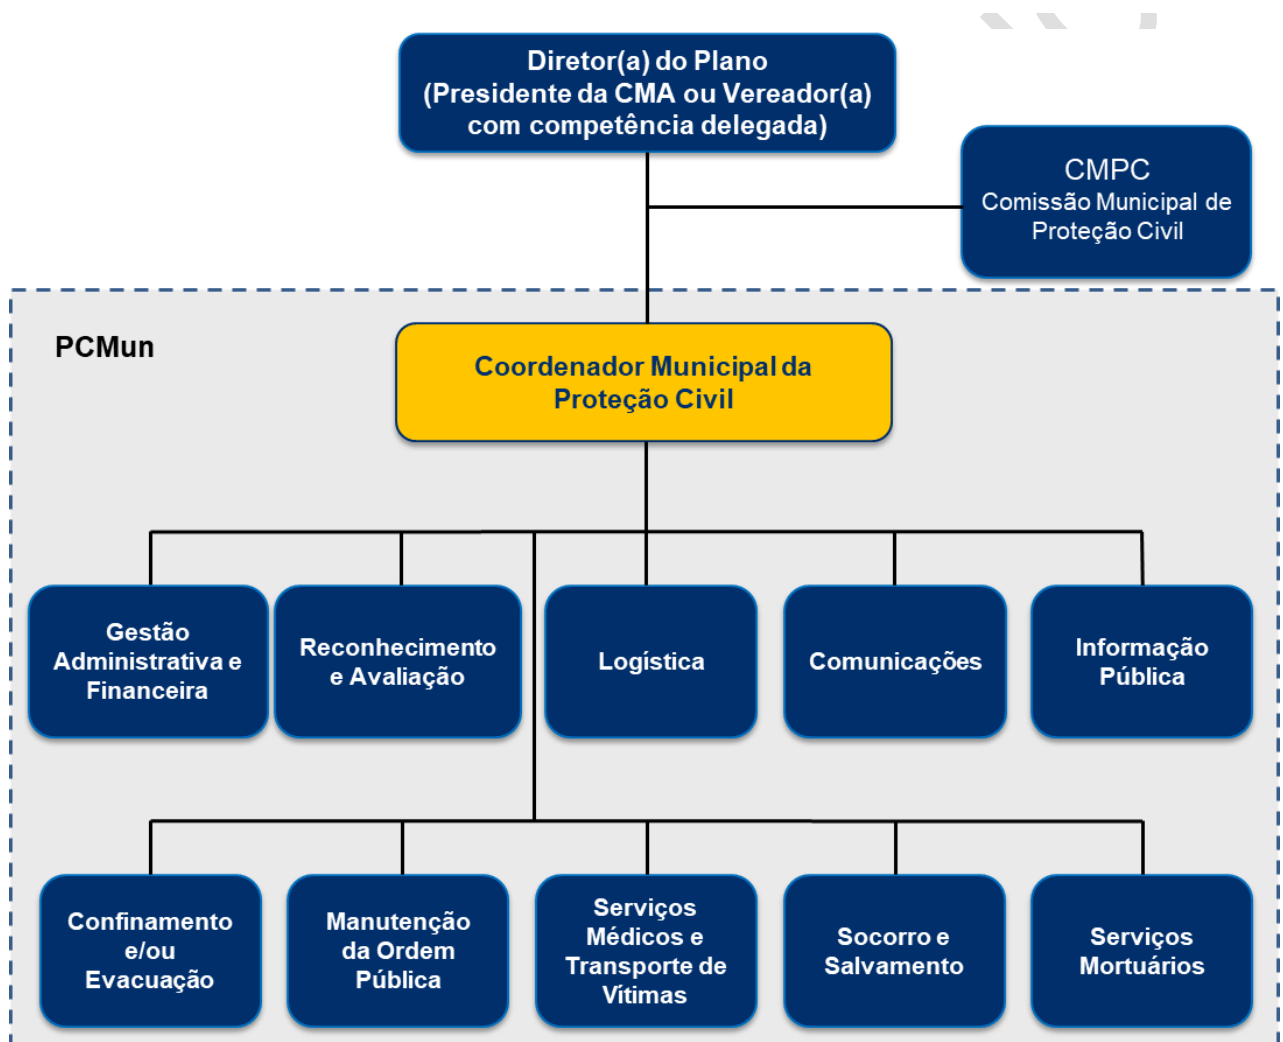 Diretor(a) do Plano
(Presidente da CMA ou Vereador(a)
com competência delegada)
CMPC
Comissão Municipal de
Proteção Civil
PCMun
Coordenador Municipal da
Proteção Civil
Gestão
Administrativa e
Financeira
Reconhecimento
e Avaliação
Logística
Comunicações
Informação
Pública
Confinamento
e/ou
Evacuação
Manutenção
da Ordem
Pública
Serviços
Médicos e
Transporte de
Vítimas
Socorro e
Salvamento
Serviços
Mortuários